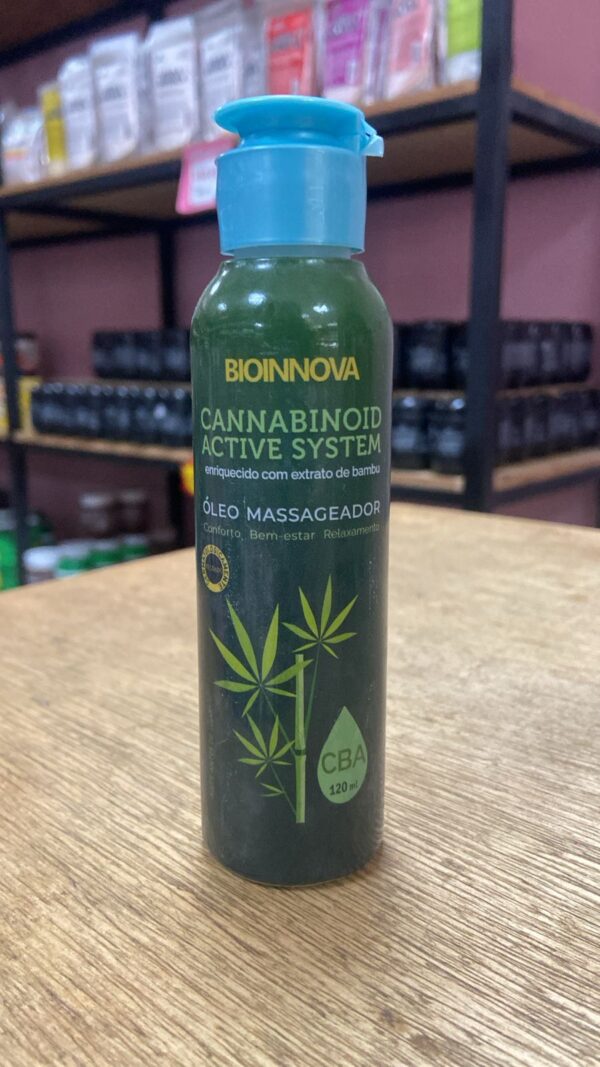 BIOINNOVA
CANNABINOID
ACTIVE SYSTEM
enriquecido com extrato de bambu
ÓLEO MASSAGEADOR
Conforto Bem-estar Relaxamento
CBA
120 ml